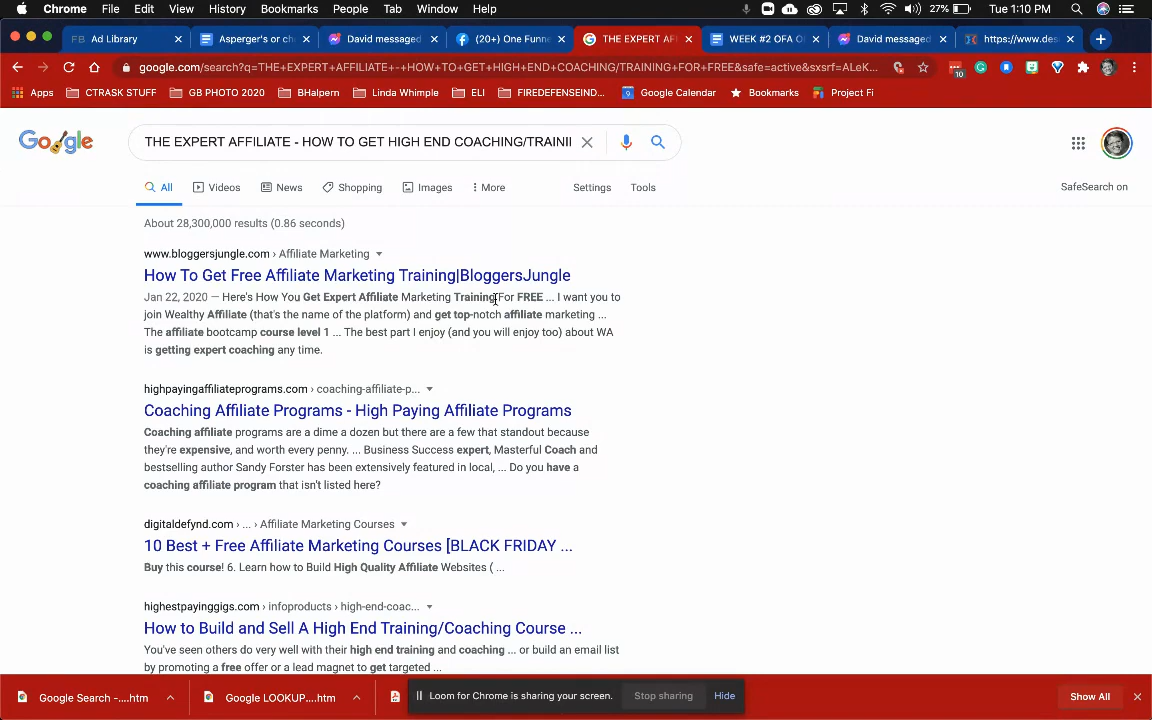 Chrome File Edit View History Bookmarks People Tab Window Help 27% Tue 1:10 PM
FB Ad Library Asperger's or ch David messaged (20+) One Funne THE EXPERT AFF WEEK #2 OFA O David messaged https://www.des
google.com/search?q=THE+EXPERT+AFFILIATE+-+HOW+TO+GET+HIGH+END+COACHING/TRAINING+FOR+FREE&safe=active&sxsrf=ALeK... 10
Apps CTRASK STUFF GB PHOTO 2020 BHalpern Linda Whimple ELI FIREDEFENSEIND... 9 Google Calendar Bookmarks Project Fi
Google THE EXPERT AFFILIATE - HOW TO GET HIGH END COACHING/TRAINII
All Videos News Shopping Images More Settings Tools SafeSearch on
About 28,300,000 results (0.86 seconds)
www.bloggersjungle.com › Affiliate Marketing
How To Get Free Affiliate Marketing Training|BloggersJungle
Jan 22, 2020 — Here's How You Get Expert Affiliate Marketing Training For FREE ... I want you to
join Wealthy Affiliate (that's the name of the platform) and get top-notch affiliate marketing ...
The affiliate bootcamp course level 1 ... The best part I enjoy (and you will enjoy too) about WA
is getting expert coaching any time.
highpayingaffiliateprograms.com › coaching-affiliate-p...
Coaching Affiliate Programs - High Paying Affiliate Programs
Coaching affiliate programs are a dime a dozen but there are a few that standout because
they're expensive, and worth every penny. ... Business Success expert, Masterful Coach and
bestselling author Sandy Forster has been extensively featured in local, ... Do you have a
coaching affiliate program that isn't listed here?
digitaldefynd.com › ... › Affiliate Marketing Courses
10 Best + Free Affiliate Marketing Courses [BLACK FRIDAY ...
Buy this course! 6. Learn how to Build High Quality Affiliate Websites ( ...
highestpayinggigs.com › infoproducts › high-end-coac...
How to Build and Sell A High End Training/Coaching Course ...
You've seen others do very well with their high end training and coaching ... or build an email list
by promoting a free offer or a lead magnet to get targeted ...
Google Search -....htm Google LOOKUP....htm Loom for Chrome is sharing your screen. Stop sharing Hide Show All